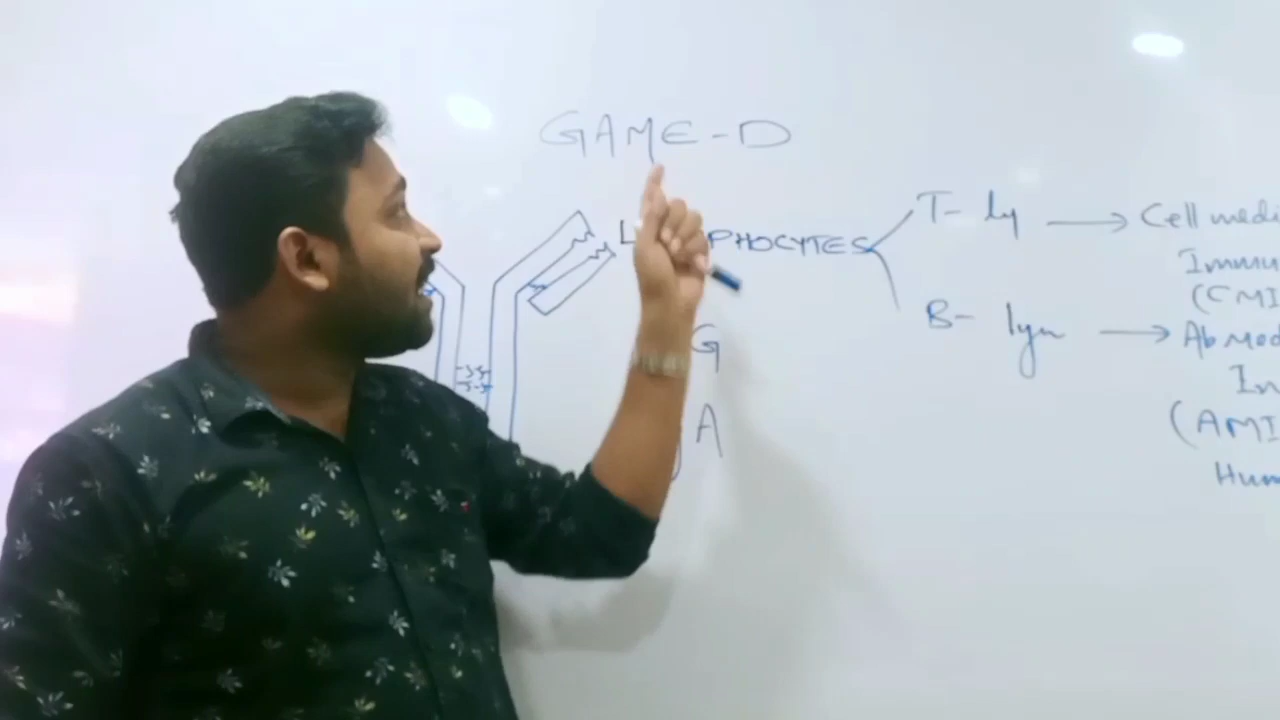 GAME-D
L PHOCYTES
T- ly → Cell medi
Immu
(CMI
B- lym → Ab med
In
(AMI
Hum
G
A